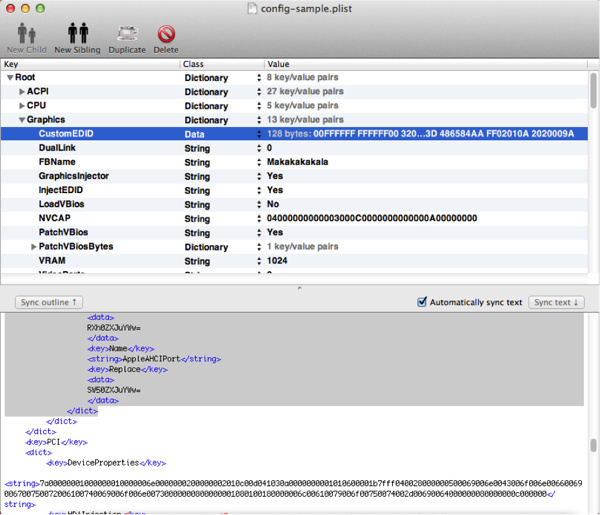 config-sample.plist
New Child New Sibling Duplicate Delete
Key Class Value
Root Dictionary 8 key/value pairs
ACPI Dictionary 27 key/value pairs
CPU Dictionary 5 key/value pairs
Graphics Dictionary 13 key/value pairs
CustomEDID Data 128 bytes: 00FFFFFF FFFFFF00 320...3D 486584AA FF02010A 2020009A
DualLink String 0
FBName String Makakakakala
GraphicsInjector String Yes
InjectEDID String Yes
LoadVBios String No
NVCAP String
PatchVBios String Yes
PatchVBiosBytes Dictionary 1 key/value pairs
VRAM String 1024
Sync outline ↑ Automatically sync text Sync text ↓
<data>
RXh0ZXJuYWw=
</data>
<key>Name</key>
<string>AppleAHCIPort</string>
<key>Replace</key>
<data>
SW50ZXJuYWw=
</data>
</dict>
</dict>
</dict>
<key>PCI</key>
<dict>
<key>DeviceProperties</key>
<string>
string>